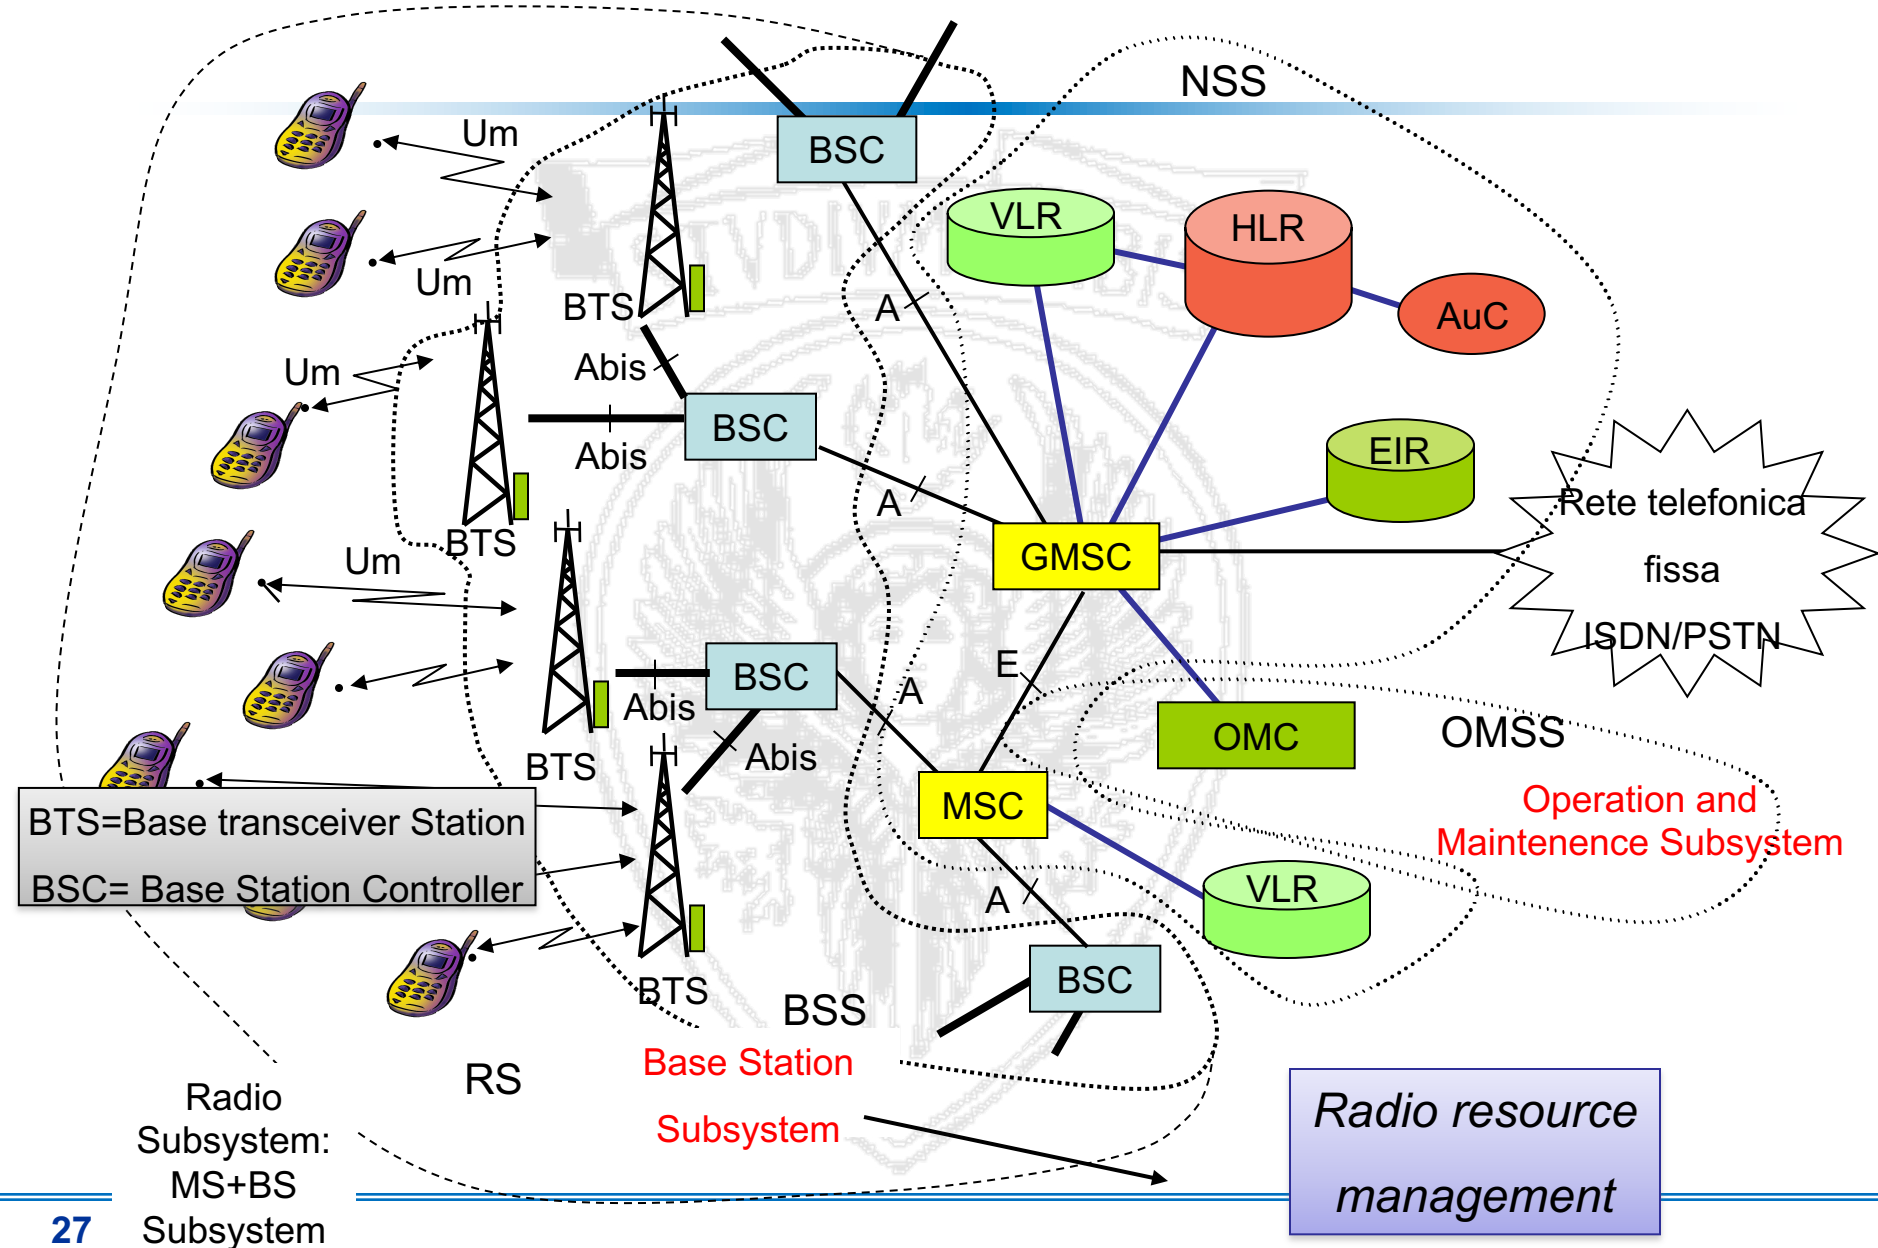 NSS
Um
BSC
VLR
HLR
Um
BTS
A
AuC
Abis
Um
BSC
Abis
EIR
A
Rete telefonica
fissa
ISDN/PSTN
BTS
Um
GMSC
BSC
E
A
Abis
OMC
OMSS
BTS
Abis
MSC
Operation and
Maintenence Subsystem
BTS=Base transceiver Station
BSC= Base Station Controller
A
VLR
BTS
BSS
BSC
Base Station
Subsystem
RS
Radio
Subsystem:
MS+BS
Subsystem
Radio resource
management
27